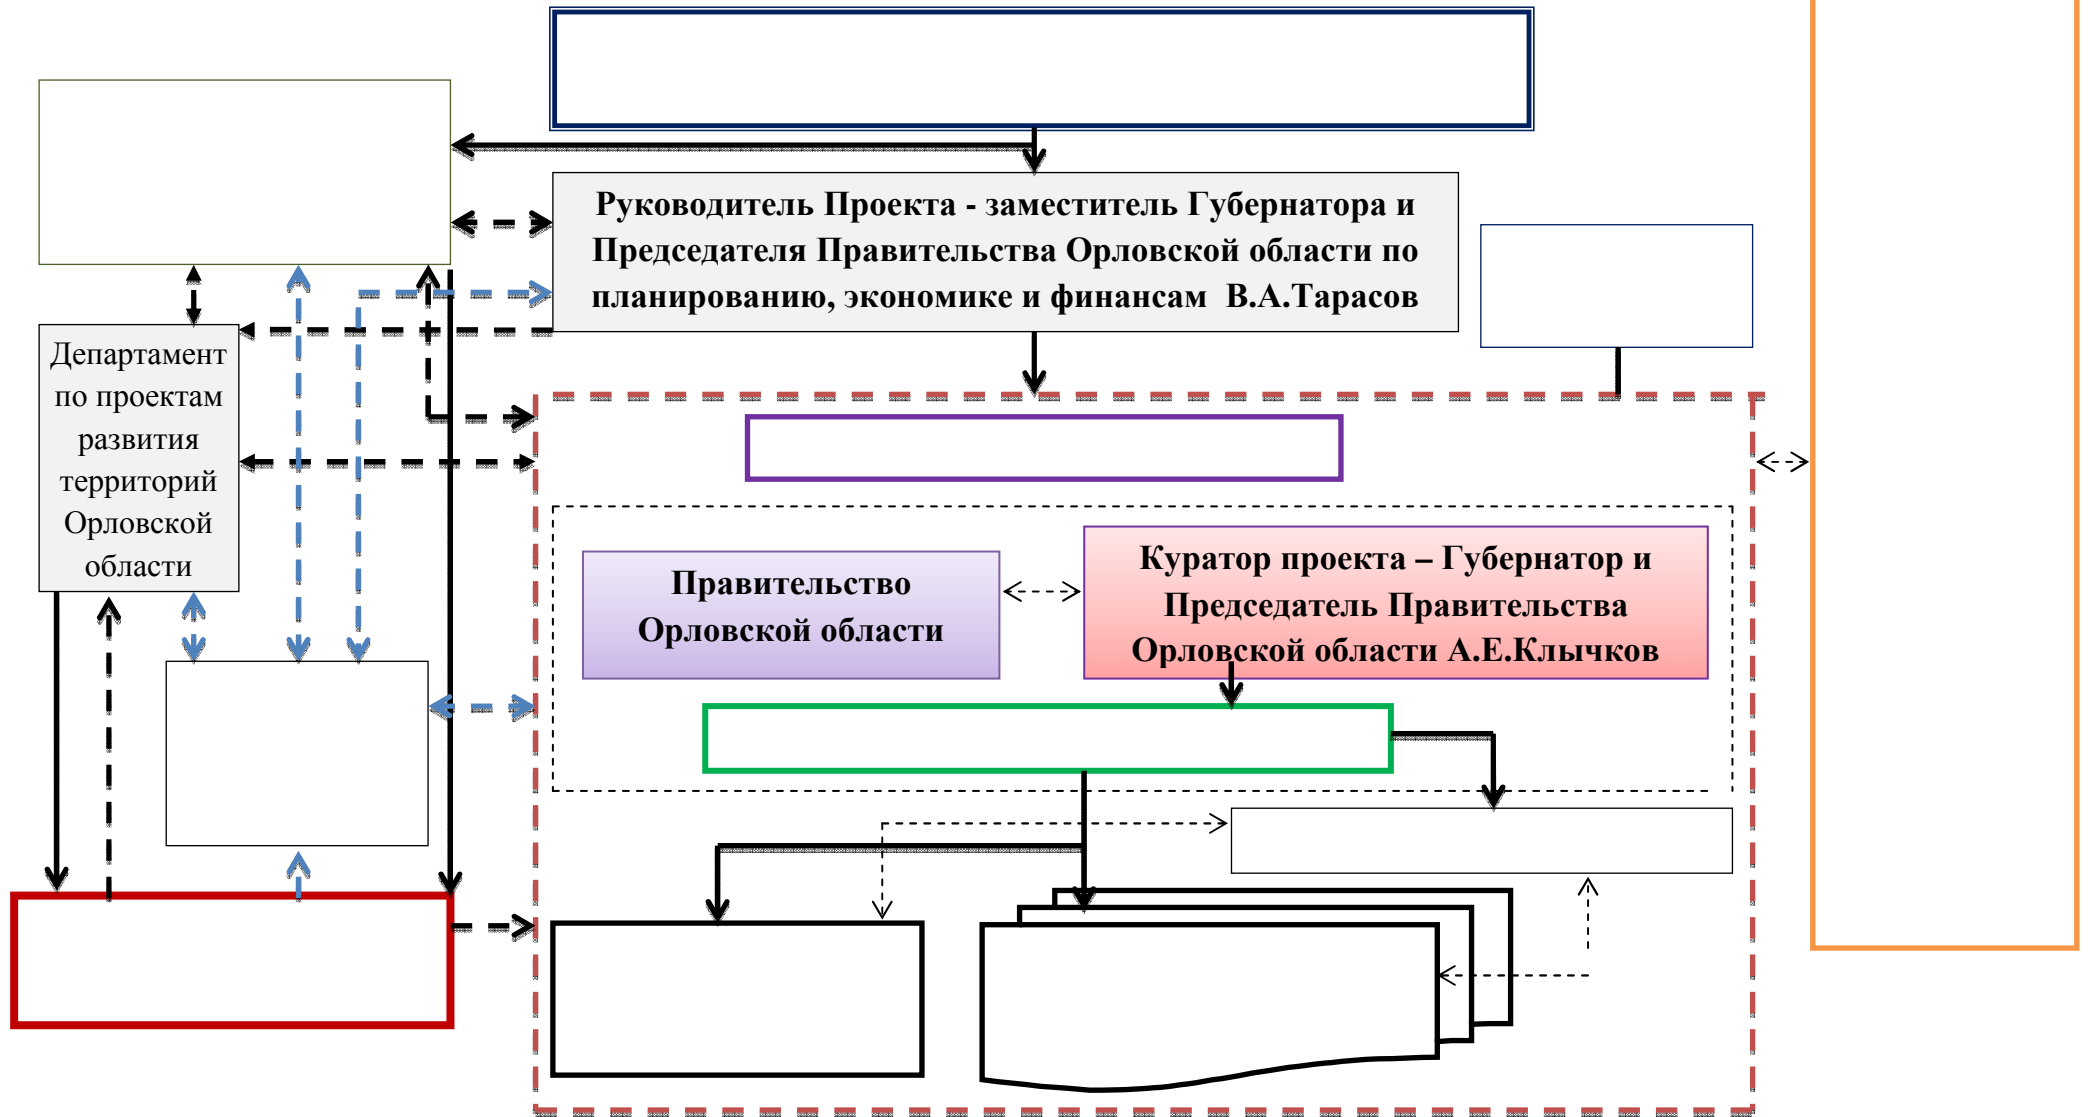 Руководитель Проекта - заместитель Губернатора и
Председателя Правительства Орловской области по
планированию, экономике и финансам В.А.Тарасов
Департамент
по проектам
развития
территорий
Орловской
области
Правительство
Орловской области
Куратор проекта – Губернатор и
Председатель Правительства
Орловской области А.Е.Клычков